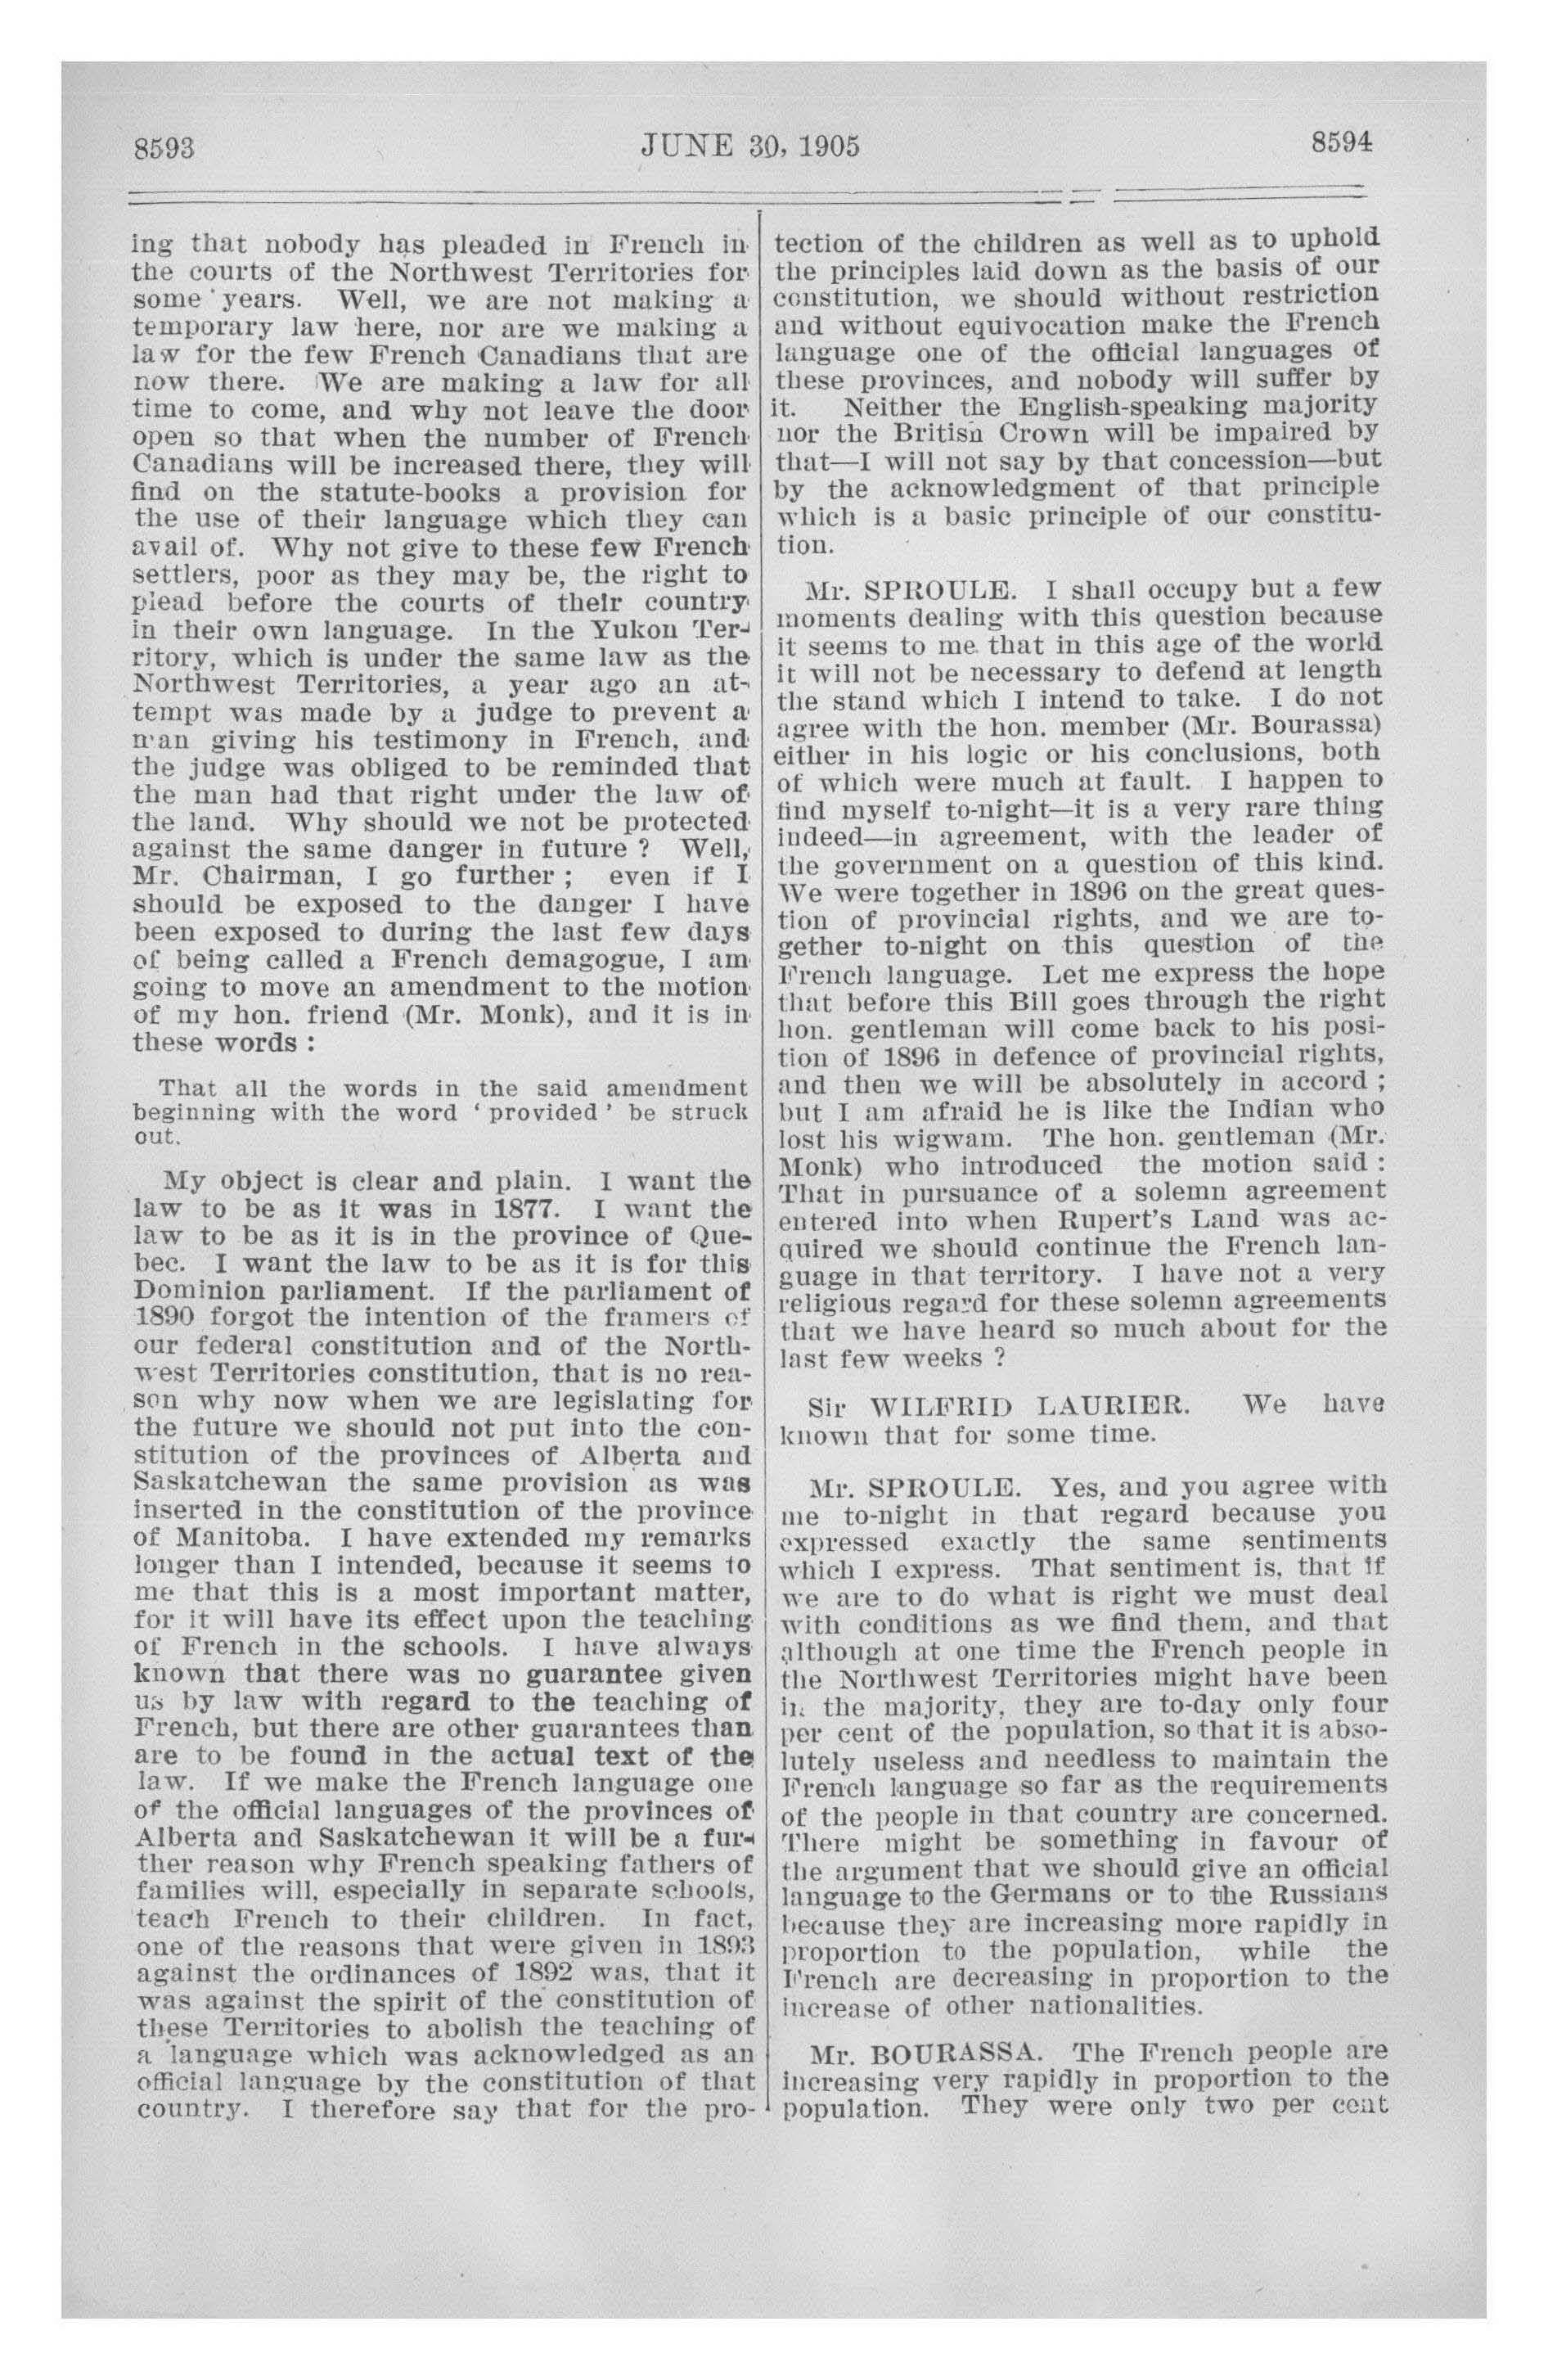 8593
JUNE 30, 1905
8594
ing that nobody has pleaded in French in
the courts of the Northwest Territories for
some years. Well, we are not making a
temporary law here, nor are we making a
law for the few French Canadians that are
now there. We are making a law for all
time to come, and why not leave the door
open so that when the number of French
Canadians will be increased there, they will
find on the statute-books a provision for
the use of their language which they can
avail of. Why not give to these few French
settlers, poor as they may be, the right to
plead before the courts of their country
in their own language. In the Yukon Ter-
ritory, which is under the same law as the
Northwest Territories, a year ago an at-
tempt was made by a judge to prevent a
man giving his testimony in French, and
the judge was obliged to be reminded that
the man had that right under the law of
the land. Why should we not be protected
against the same danger in future ? Well,
Mr. Chairman, I go further ; even if I
should be exposed to the danger I have
been exposed to during the last few days
of being called a French demagogue, I am
going to move an amendment to the motion
of my hon. friend (Mr. Monk), and it is in
these words :
That all the words in the said amendment
beginning with the word ' provided ' be struck
out.
My object is clear and plain. I want the
law to be as it was in 1877. I want the
law to be as it is in the province of Que-
bec. I want the law to be as it is for this
Dominion parliament. If the parliament of
1890 forgot the intention of the framers of
our federal constitution and of the North-
west Territories constitution, that is no rea-
son why now when we are legislating for
the future we should not put into the con-
stitution of the provinces of Alberta and
Saskatchewan the same provision as was
inserted in the constitution of the province
of Manitoba. I have extended my remarks
longer than I intended, because it seems to
me that this is a most important matter,
for it will have its effect upon the teaching
of French in the schools. I have always
known that there was no guarantee given
us by law with regard to the teaching of
French, but there are other guarantees than
are to be found in the actual text of the
law. If we make the French language one
of the official languages of the provinces of
Alberta and Saskatchewan it will be a fur-
ther reason why French speaking fathers of
families will, especially in separate schools,
teach French to their children. In fact,
one of the reasons that were given in 1893
against the ordinances of 1892 was, that it
was against the spirit of the constitution of
these Territories to abolish the teaching of
a language which was acknowledged as an
official language by the constitution of that
country. I therefore say that for the pro-
tection of the children as well as to uphold
the principles laid down as the basis of our
constitution, we should without restriction
and without equivocation make the French
language one of the official languages of
these provinces, and nobody will suffer by
it. Neither the English-speaking majority
nor the British Crown will be impaired by
that—I will not say by that concession—but
by the acknowledgment of that principle
which is a basic principle of our constitu-
tion.
Mr. SPROULE. I shall occupy but a few
moments dealing with this question because
it seems to me that in this age of the world
it will not be necessary to defend at length
the stand which I intend to take. I do not
agree with the hon. member (Mr. Bourassa)
either in his logic or his conclusions, both
of which were much at fault. I happen to
find myself to-night—it is a very rare thing
indeed—in agreement, with the leader of
the government on a question of this kind.
We were together in 1896 on the great ques-
tion of provincial rights, and we are to-
gether to-night on this question of the
French language. Let me express the hope
that before this Bill goes through the right
hon. gentleman will come back to his posi-
tion of 1896 in defence of provincial rights,
and then we will be absolutely in accord ;
but I am afraid he is like the Indian who
lost his wigwam. The hon. gentleman (Mr.
Monk) who introduced the motion said :
That in pursuance of a solemn agreement
entered into when Rupert's Land was ac-
quired we should continue the French lan-
guage in that territory. I have not a very
religious regard for these solemn agreements
that we have heard so much about for the
last few weeks ?
Sir WILFRID LAURIER. We have
known that for some time.
Mr. SPROULE. Yes, and you agree with
me to-night in that regard because you
expressed exactly the same sentiments
which I express. That sentiment is, that if
we are to do what is right we must deal
with conditions as we find them, and that
although at one time the French people in
the Northwest Territories might have been
in the majority, they are to-day only four
per cent of the population, so that it is abso-
lutely useless and needless to maintain the
French language so far as the requirements
of the people in that country are concerned.
There might be something in favour of
the argument that we should give an official
language to the Germans or to the Russians
because they are increasing more rapidly in
proportion to the population, while the
French are decreasing in proportion to the
increase of other nationalities.
Mr. BOURASSA. The French people are
increasing very rapidly in proportion to the
population. They were only two per cent